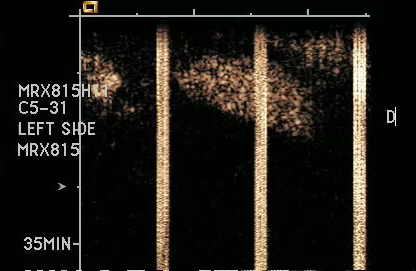 MRX815H11
C5-31
LEFT SIDE
MRX815
D
35MIN-